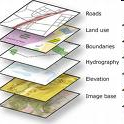 Roads
Land use
Boundaries
Hydrography
Elevation
Image base